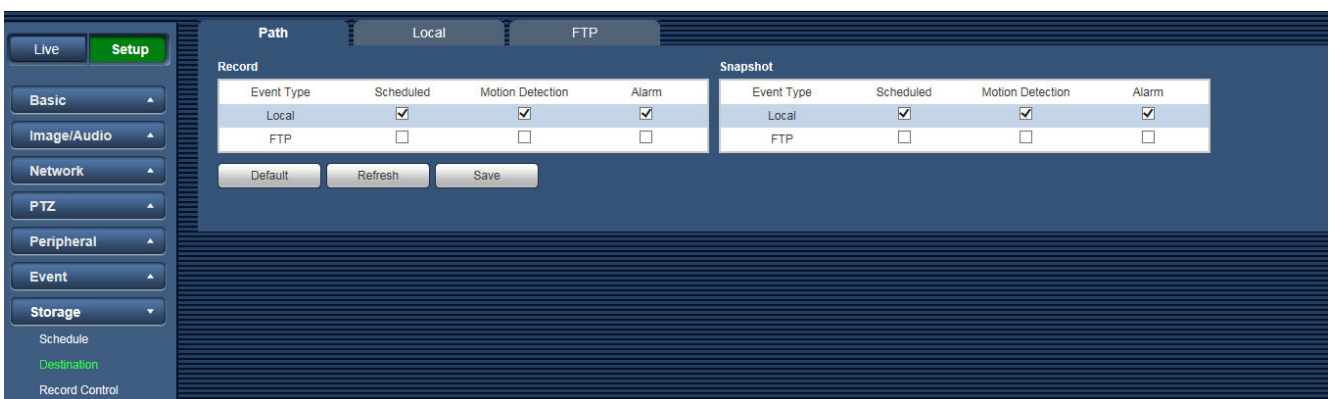 Live Setup
Basic
Image/Audio
Network
PTZ
Peripheral
Event
Storage
Schedule
Destination
Record Control
Path Local FTP
Record
Event Type Scheduled Motion Detection Alarm
Local
FTP
Snapshot
Event Type Scheduled Motion Detection Alarm
Local
FTP
Default Refresh Save